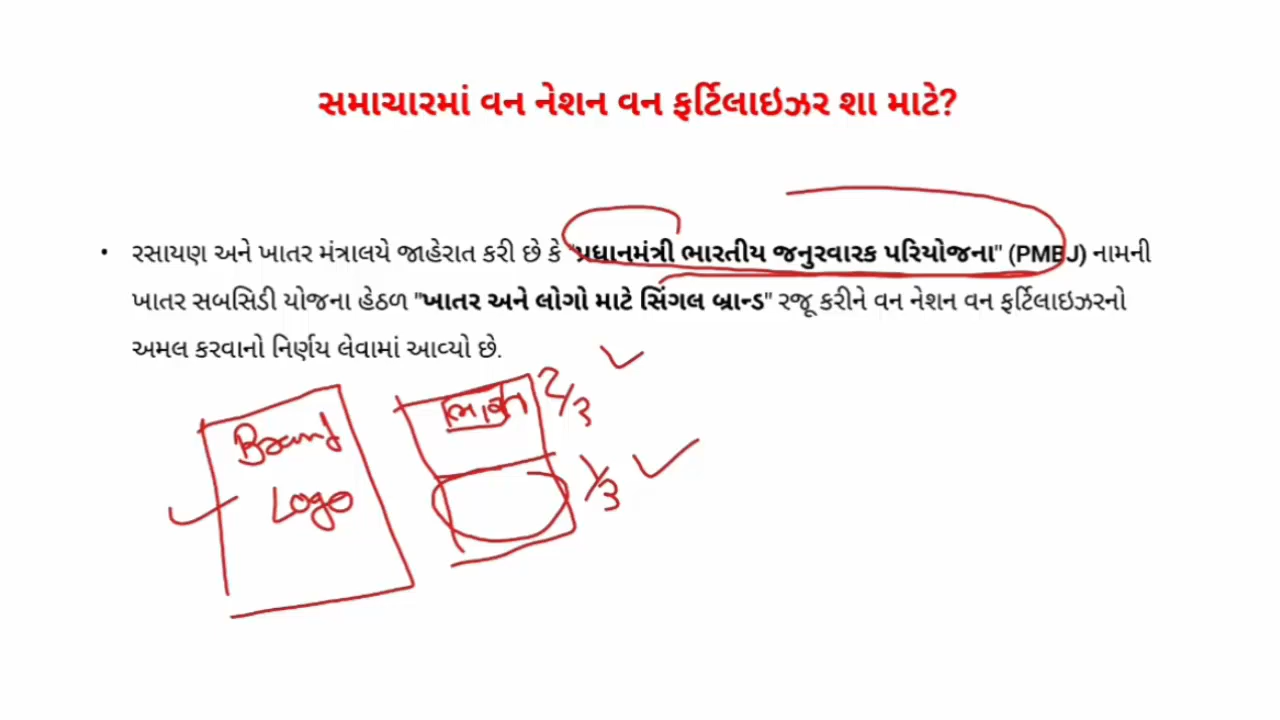 સમાચારમાં વન નેશન વન ફર્ટિલાઇઝર શા માટે?
• રસાયણ અને ખાતર મંત્રાલયે જાહેરાત કરી છે કે "પ્રધાનમંત્રી ભારતીય જનુરવારક પરિયોજના" (PMBJ) નામની
ખાતર સબસિડી યોજના હેઠળ "ખાતર અને લોગો માટે સિંગલ બ્રાન્ડ" રજૂ કરીને વન નેશન વન ફર્ટિલાઇઝરનો
અમલ કરવાનો નિર્ણય લેવામાં આવ્યો છે.
Brand
Logo
ભારત
2/3
1/3